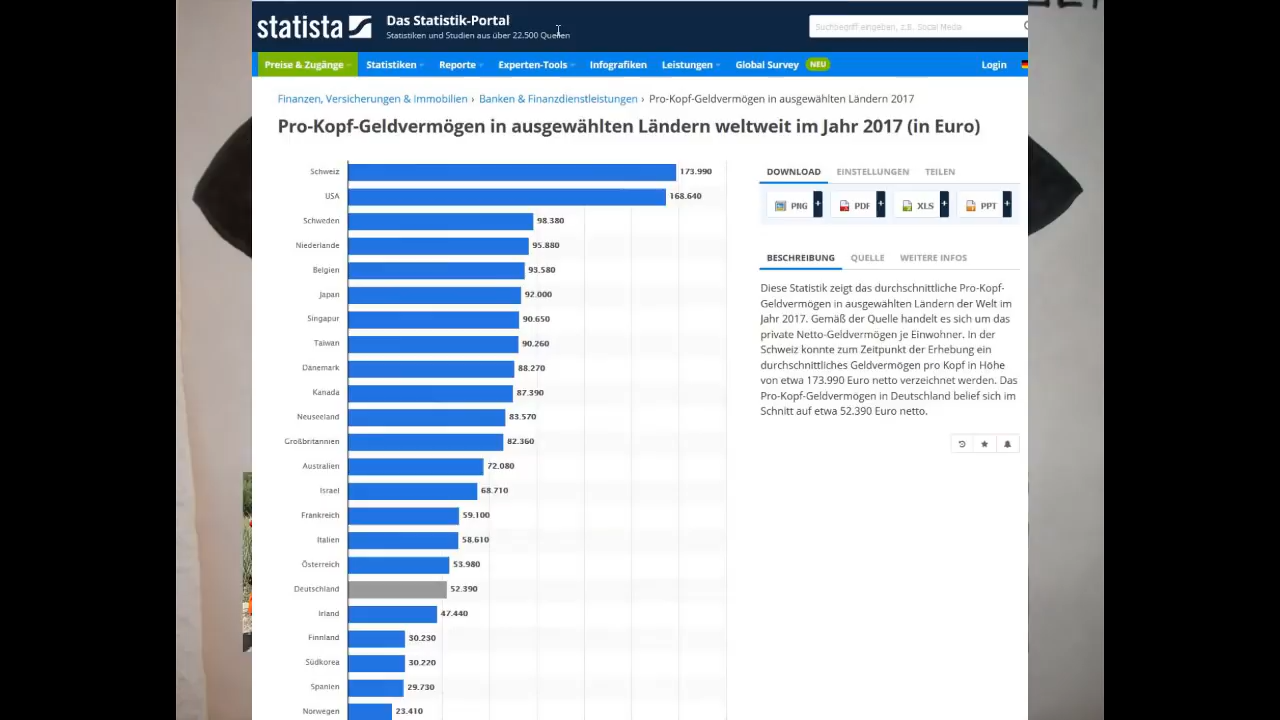 statista
Das Statistik-Portal
Statistiken und Studien aus über 22.500 Quellen
Suchbegriff eingeben, z.B. Social Media
Preise & Zugänge
Statistiken
Reporte
Experten-Tools
Infografiken
Leistungen
Global Survey
NEU
Login
Finanzen, Versicherungen & Immobilien › Banken & Finanzdienstleistungen › Pro-Kopf-Geldvermögen in ausgewählten Ländern 2017
Pro-Kopf-Geldvermögen in ausgewählten Ländern weltweit im Jahr 2017 (in Euro)
Schweiz 173.990
USA 168.640
Schweden 98.380
Niederlande 95.880
Belgien 93.580
Japan 92.000
Singapur 90.650
Taiwan 90.260
Dänemark 88.270
Kanada 87.390
Neuseeland 83.570
Großbritannien 82.360
Australien 72.080
Israel 68.710
Frankreich 59.100
Italien 58.610
Österreich 53.980
Deutschland 52.390
Irland 47.440
Finnland 30.230
Südkorea 30.220
Spanien 29.730
Norwegen 23.410
DOWNLOAD EINSTELLUNGEN TEILEN
PNG + PDF + XLS + PPT +
BESCHREIBUNG QUELLE WEITERE INFOS
Diese Statistik zeigt das durchschnittliche Pro-Kopf-
Geldvermögen in ausgewählten Ländern der Welt im
Jahr 2017. Gemäß der Quelle handelt es sich um das
private Netto-Geldvermögen je Einwohner. In der
Schweiz konnte zum Zeitpunkt der Erhebung ein
durchschnittliches Geldvermögen pro Kopf in Höhe
von etwa 173.990 Euro netto verzeichnet werden. Das
Pro-Kopf-Geldvermögen in Deutschland belief sich im
Schnitt auf etwa 52.390 Euro netto.